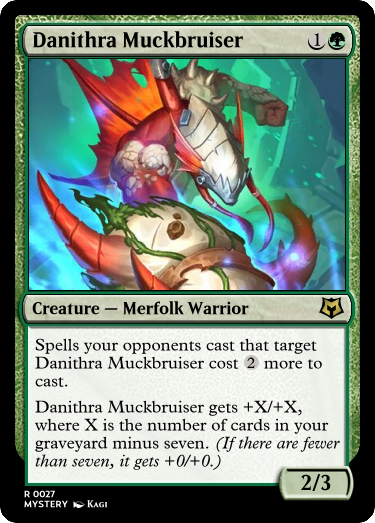 Danithra Muckbruiser 1
Creature — Merfolk Warrior
Spells your opponents cast that target
Danithra Muckbruiser cost 2 more to
cast.
Danithra Muckbruiser gets +X/+X,
where X is the number of cards in your
graveyard minus seven. (If there are fewer
than seven, it gets +0/+0.)
2/3
R 0027
MYSTERY Kagi